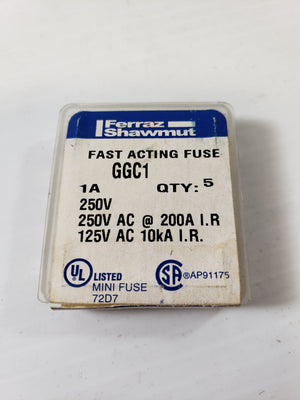 Ferraz
Shawmut
FAST ACTING FUSE
GGC1
1A QTY: 5
250V
250V AC @ 200A I.R
125V AC 10kA I.R.
UL LISTED
MINI FUSE
72D7
SA ®AP91175